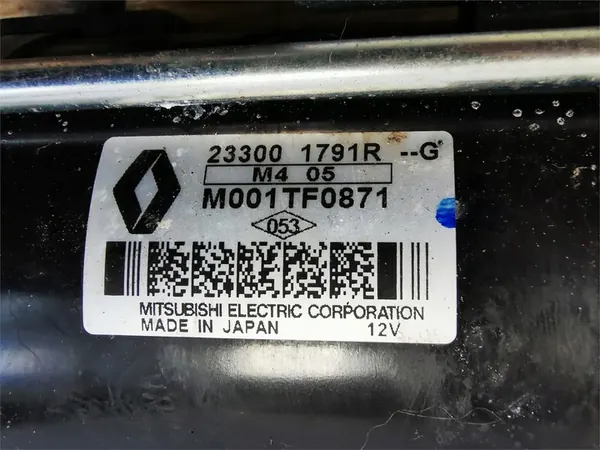 23300 1791R --G
M4 05
M001TF0871
053
MITSUBISHI ELECTRIC CORPORATION
MADE IN JAPAN 12V